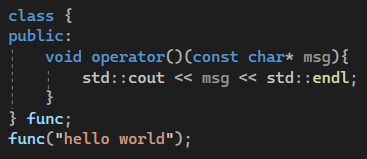 class {
public:
    void operator()(const char* msg){
        std::cout << msg << std::endl;
    }
} func;
func("hello world");